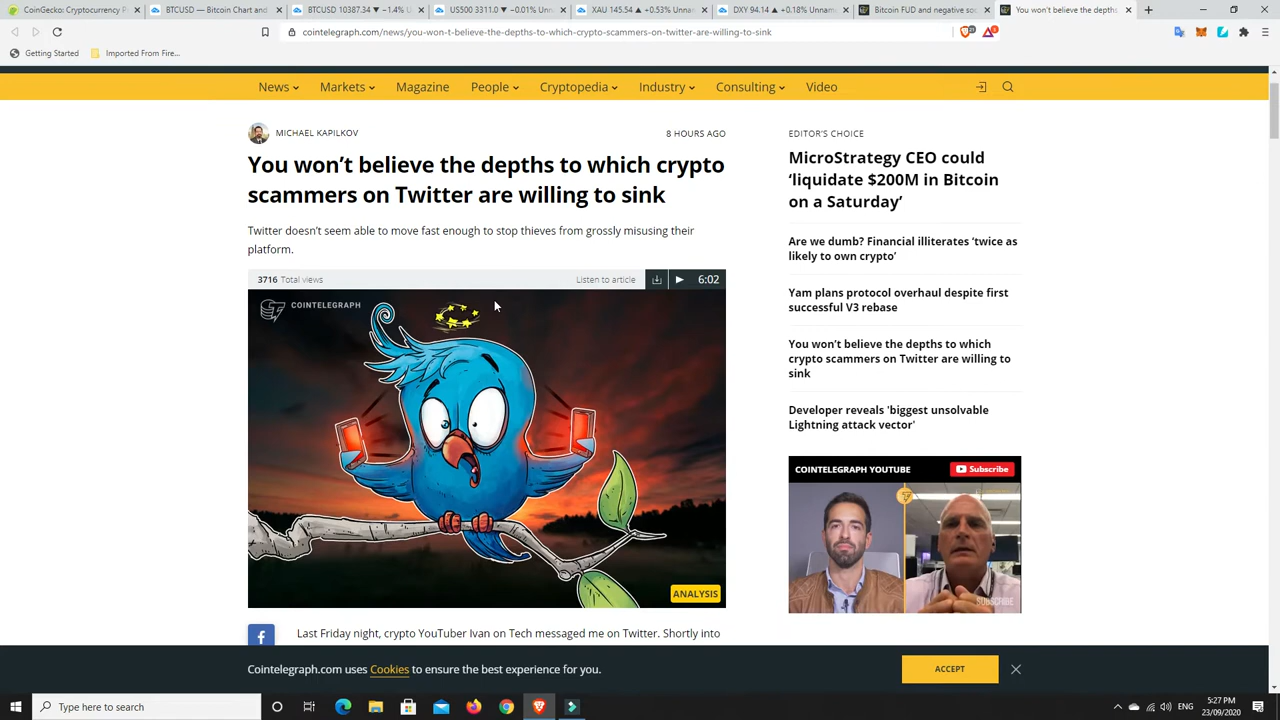 CoinGecko: Cryptocurrency P
BTCUSD — Bitcoin Chart and
BTCUSD 10387.34 ▼ −1.4% U
US500 3311.0 ▼ −0.01% Unnam
XAU 145.54 ▲ +0.53% Unnam
DXY 94.14 ▲ +0.18% Unnam
Bitcoin FUD and negative so
You won't believe the depths
cointelegraph.com/news/you-won-t-believe-the-depths-to-which-crypto-scammers-on-twitter-are-willing-to-sink
Getting Started
Imported From Fire...
News
Markets
Magazine
People
Cryptopedia
Industry
Consulting
Video
MICHAEL KAPILKOV
8 HOURS AGO
You won't believe the depths to which crypto
scammers on Twitter are willing to sink
Twitter doesn't seem able to move fast enough to stop thieves from grossly misusing their
platform.
3716 Total views
Listen to article
6:02
COINTELEGRAPH
ANALYSIS
Last Friday night, crypto YouTuber Ivan on Tech messaged me on Twitter. Shortly into
EDITOR'S CHOICE
MicroStrategy CEO could
'liquidate $200M in Bitcoin
on a Saturday'
Are we dumb? Financial illiterates 'twice as
likely to own crypto'
Yam plans protocol overhaul despite first
successful V3 rebase
You won't believe the depths to which
crypto scammers on Twitter are willing to
sink
Developer reveals 'biggest unsolvable
Lightning attack vector'
COINTELEGRAPH YOUTUBE
Subscribe
SUBSCRIBE
Cointelegraph.com uses Cookies to ensure the best experience for you.
ACCEPT
Type here to search
ENG
5:27 PM
23/09/2020